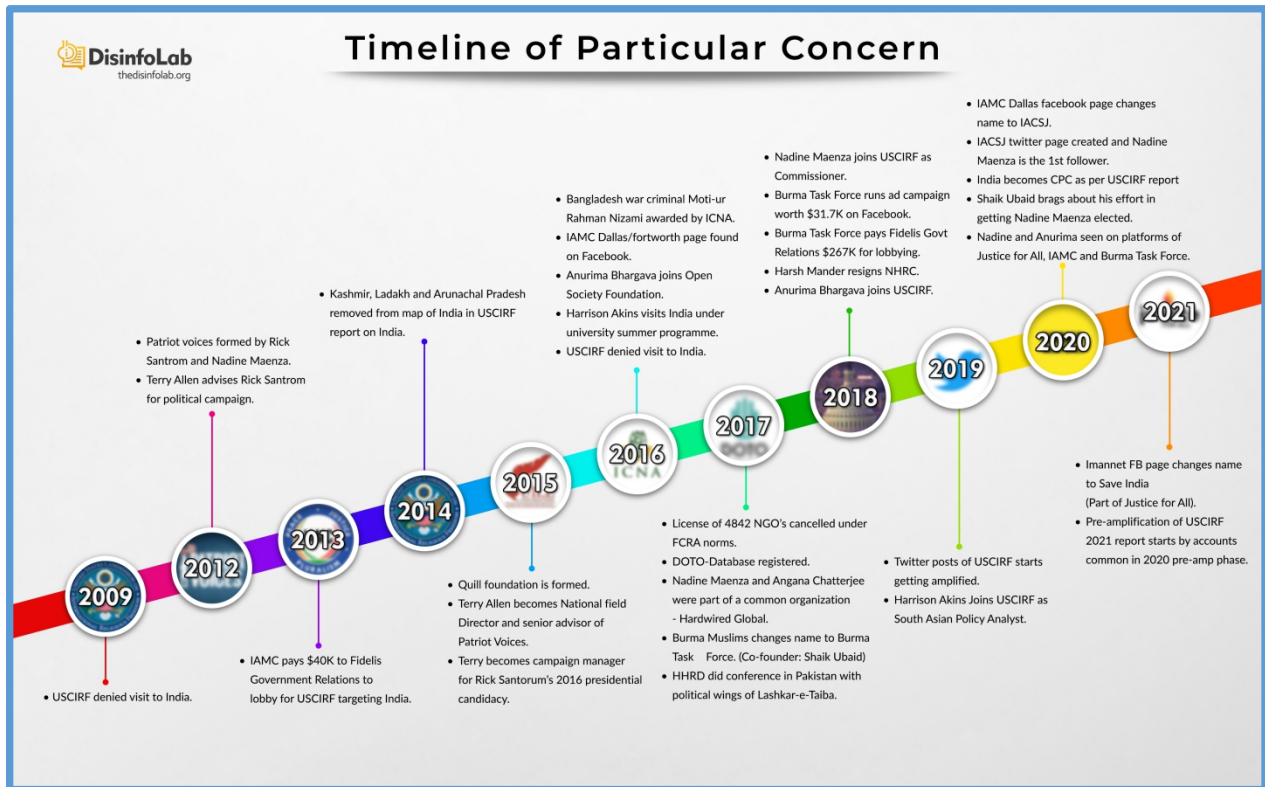 DisinfoLab
thedisinfolab.org
Timeline of Particular Concern
2009
• USCIRF denied visit to India.
2012
• Patriot voices formed by Rick
Santrom and Nadine Maenza.
• Terry Allen advises Rick Santrom
for political campaign.
2013
• IAMC pays $40K to Fidelis
Government Relations to
lobby for USCIRF targeting India.
2014
• Kashmir, Ladakh and Arunachal Pradesh
removed from map of India in USCIRF
report on India.
2015
• Quill foundation is formed.
• Terry Allen becomes National field
Director and senior advisor of
Patriot Voices.
• Terry becomes campaign manager
for Rick Santorum's 2016 presidential
candidacy.
2016
ICNA
• Bangladesh war criminal Moti-ur
Rahman Nizami awarded by ICNA.
• IAMC Dallas/fortworth page found
on Facebook.
• Anurima Bhargava joins Open
Society Foundation.
• Harrison Akins visits India under
university summer programme.
• USCIRF denied visit to India.
2017
DOTO
• License of 4842 NGO's cancelled under
FCRA norms.
• DOTO-Database registered.
• Nadine Maenza and Angana Chatterjee
were part of a common organization
- Hardwired Global.
• Burma Muslims changes name to Burma
Task Force. (Co-founder: Shaik Ubaid)
• HHRD did conference in Pakistan with
political wings of Lashkar-e-Taiba.
2018
• Nadine Maenza joins USCIRF as
Commissioner.
• Burma Task Force runs ad campaign
worth $31.7K on Facebook.
• Burma Task Force pays Fidelis Govt
Relations $267K for lobbying.
• Harsh Mander resigns NHRC.
• Anurima Bhargava joins USCIRF.
2019
• Twitter posts of USCIRF starts
getting amplified.
• Harrison Akins Joins USCIRF as
South Asian Policy Analyst.
2020
• IAMC Dallas facebook page changes
name to IACSJ.
• IACSJ twitter page created and Nadine
Maenza is the 1st follower.
• India becomes CPC as per USCIRF report
• Shaik Ubaid brags about his effort in
getting Nadine Maenza elected.
• Nadine and Anurima seen on platforms of
Justice for All, IAMC and Burma Task Force.
2021
• Imannet FB page changes name
to Save India
(Part of Justice for All).
• Pre-amplification of USCIRF
2021 report starts by accounts
common in 2020 pre-amp phase.